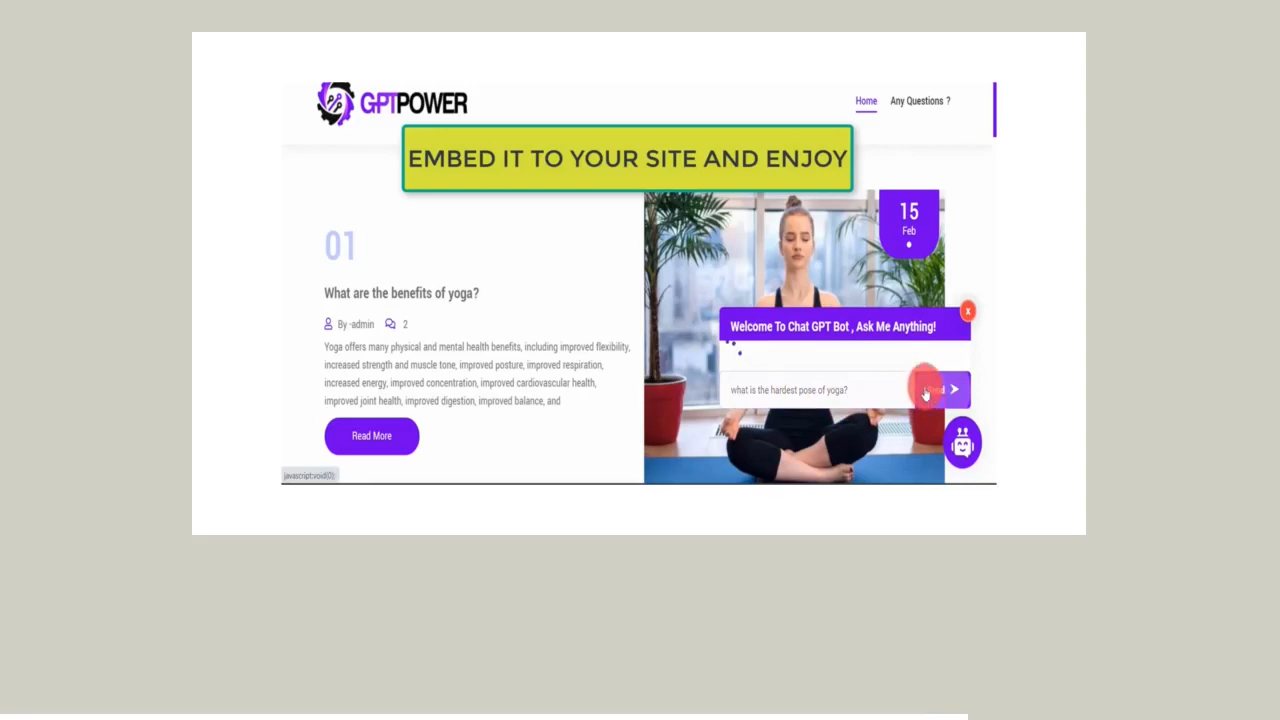 GPTPOWER
Home
Any Questions ?
EMBED IT TO YOUR SITE AND ENJOY
15
Feb
01
What are the benefits of yoga?
By -admin
2
Yoga offers many physical and mental health benefits, including improved flexibility,
increased strength and muscle tone, improved posture, improved respiration,
increased energy, improved concentration, improved cardiovascular health,
improved joint health, improved digestion, improved balance, and
Read More
x
Welcome To Chat GPT Bot , Ask Me Anything!
what is the hardest pose of yoga?
javascript:void(0);